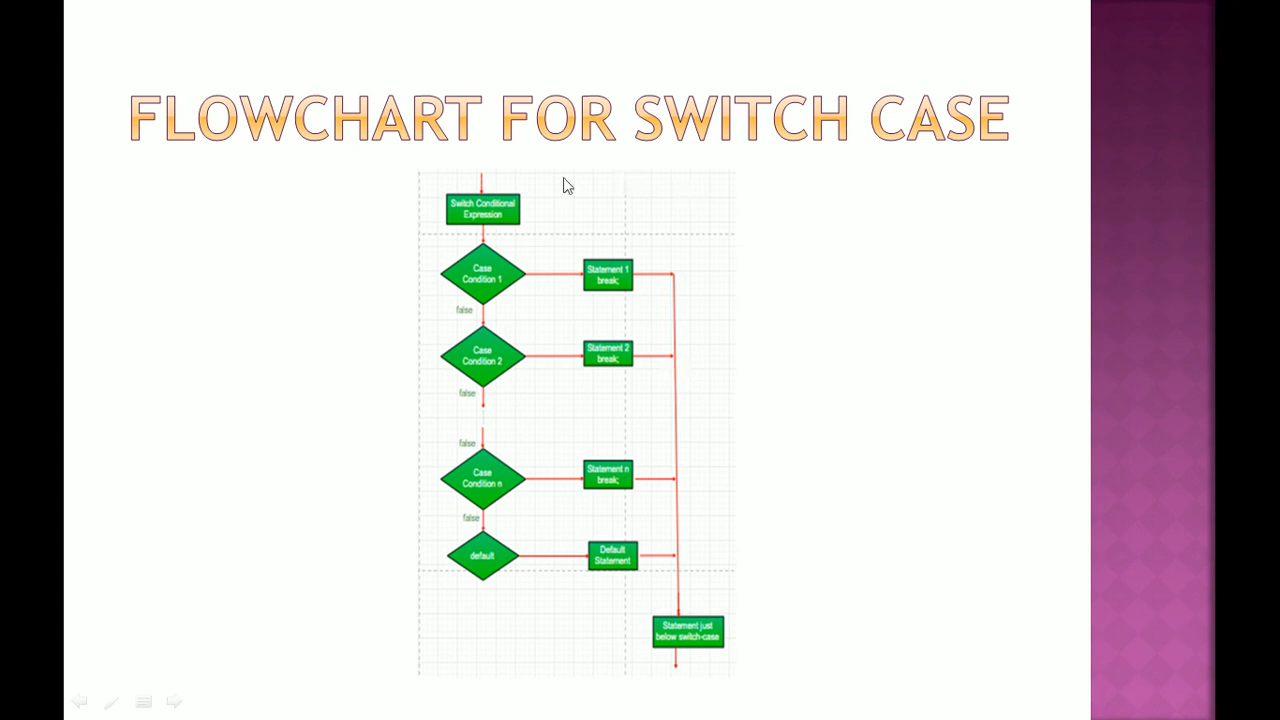 FLOWCHART FOR SWITCH CASE
Switch Conditional
Expression
Case
Condition 1
Statement 1
break;
false
Case
Condition 2
Statement 2
break;
false
false
Case
Condition n
Statement n
break;
false
default
Default
Statement
Statement just
below switch-case